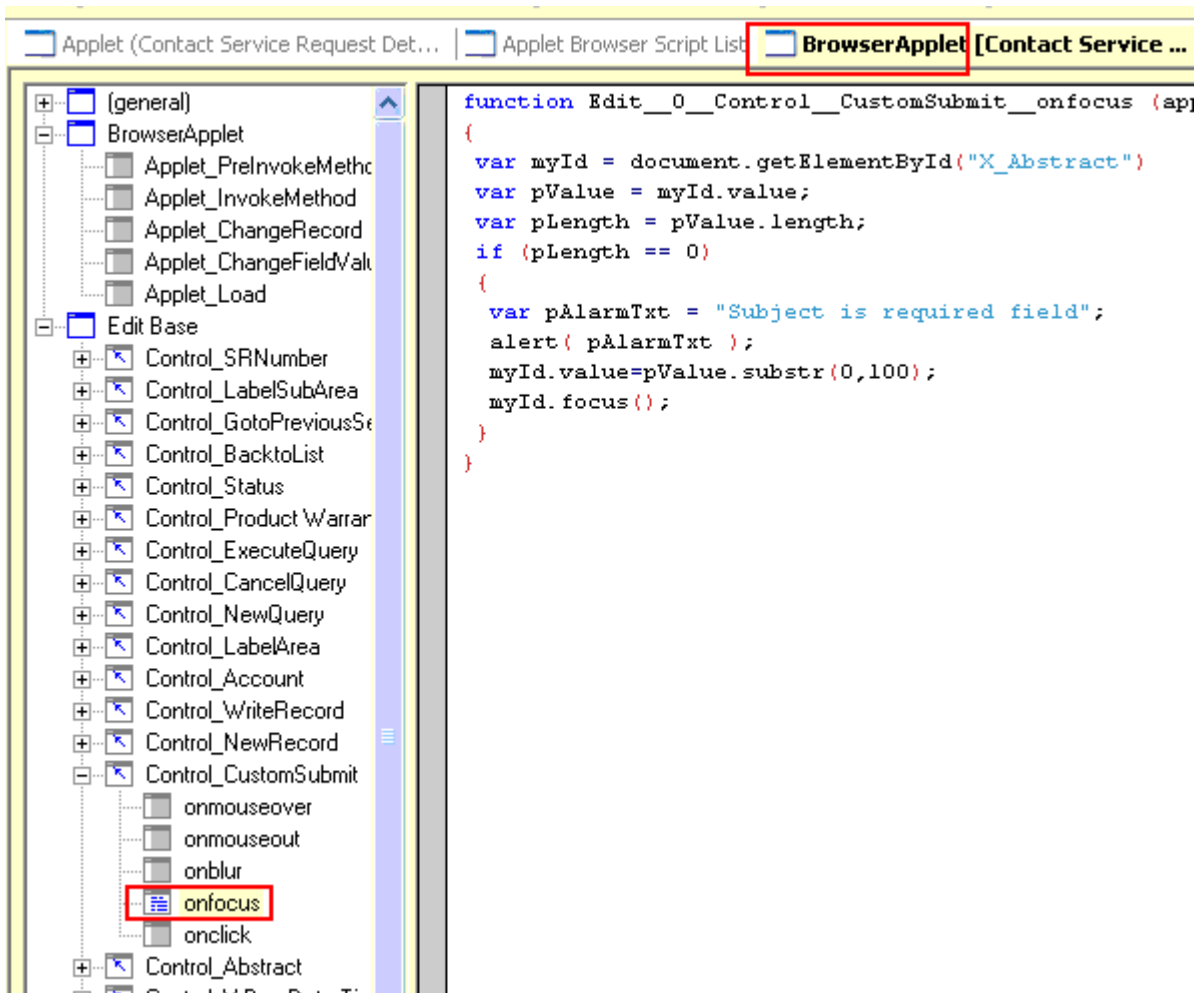 Applet (Contact Service Request Det...
Applet Browser Script List
BrowserApplet [Contact Service ...
(general)
BrowserApplet
Applet_PreInvokeMetho
Applet_InvokeMethod
Applet_ChangeRecord
Applet_ChangeFieldValu
Applet_Load
Edit Base
Control_SRNumber
Control_LabelSubArea
Control_GotoPreviousSe
Control_BacktoList
Control_Status
Control_Product Warran
Control_ExecuteQuery
Control_CancelQuery
Control_NewQuery
Control_LabelArea
Control_Account
Control_WriteRecord
Control_NewRecord
Control_CustomSubmit
onmouseover
onmouseout
onblur
onfocus
onclick
Control_Abstract
function Edit__0__Control__CustomSubmit__onfocus (app
{
var myId = document.getElementById("X_Abstract")
var pValue = myId.value;
var pLength = pValue.length;
if (pLength == 0)
{
var pAlarmTxt = "Subject is required field";
alert( pAlarmTxt );
myId.value=pValue.substr(0,100);
myId.focus();
}
}